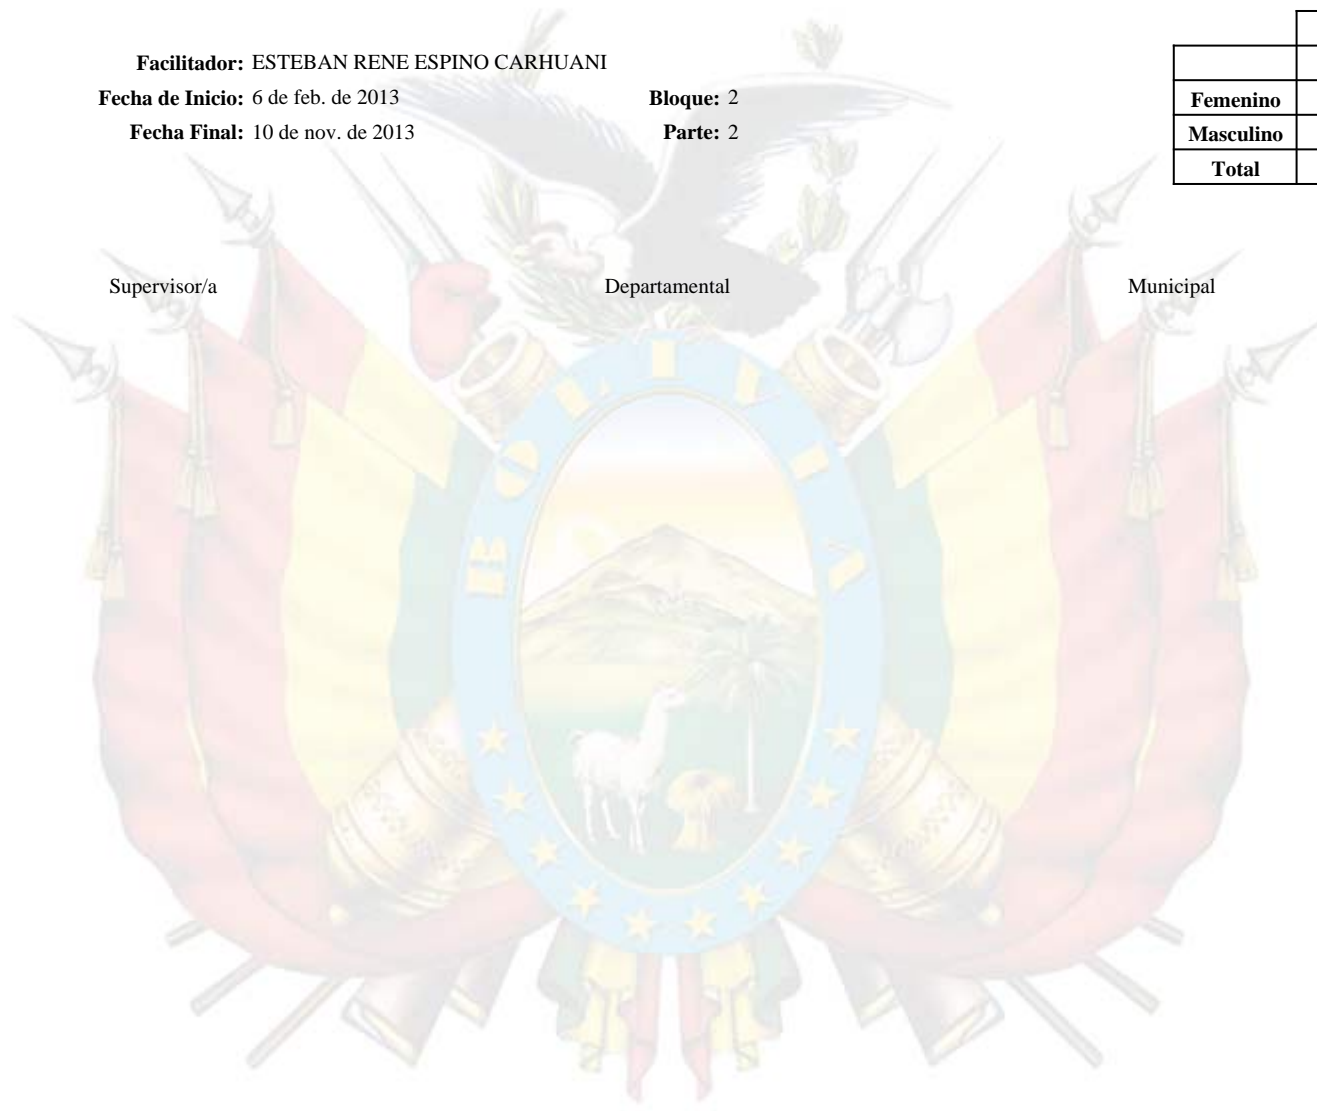 Facilitador: ESTEBAN RENE ESPINO CARHUANI
Fecha de Inicio: 6 de feb. de 2013 Bloque: 2
Fecha Final: 10 de nov. de 2013 Parte: 2
Femenino
Masculino
Total
Supervisor/a Departamental Municipal
BOLIVIA